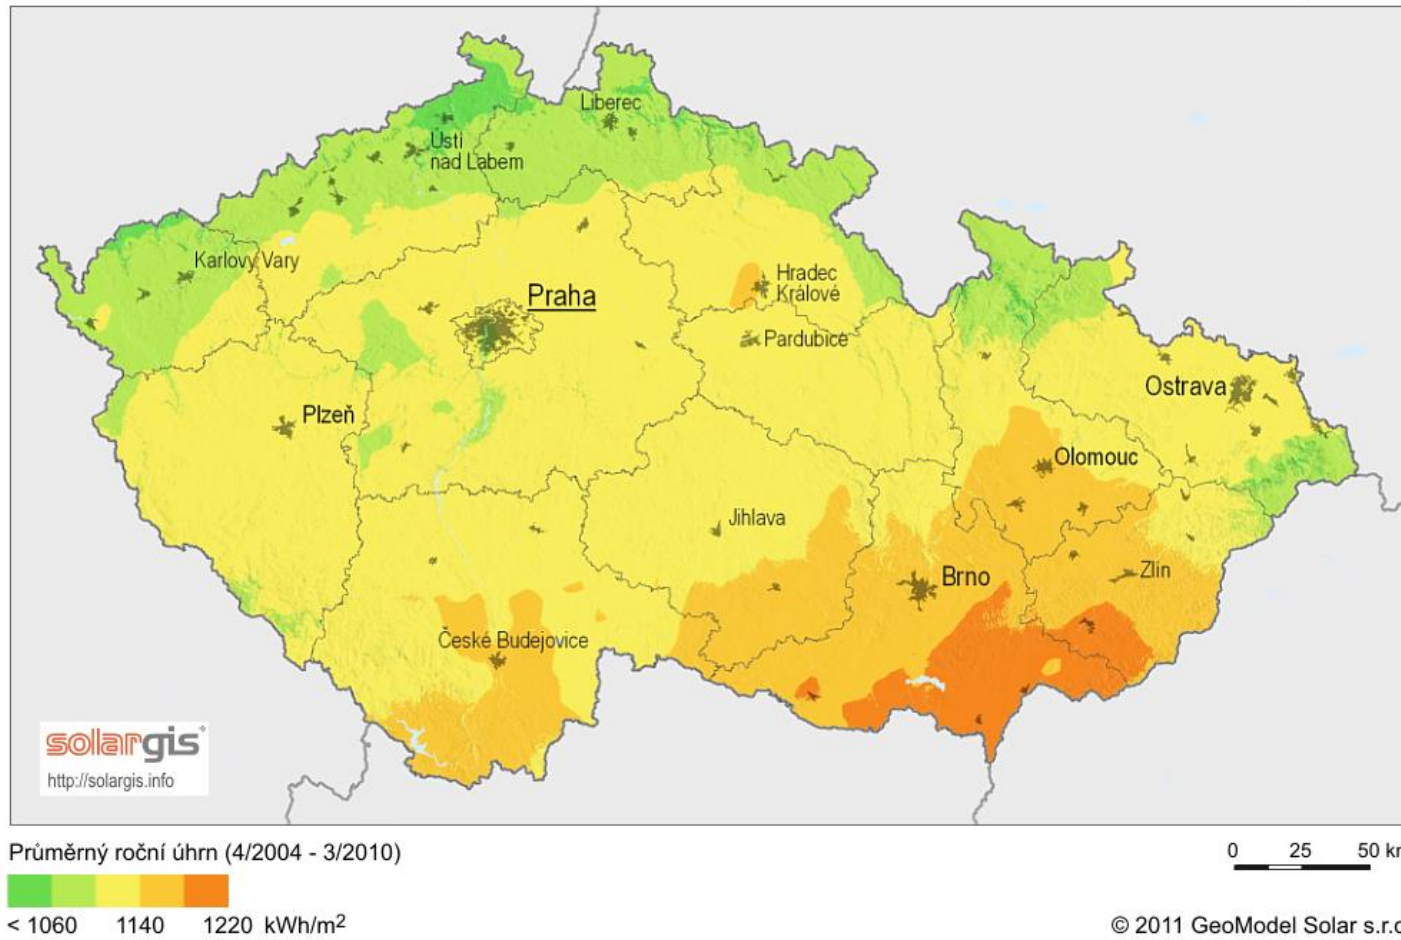 Liberec
Ústí
nad Labem
Karlovy Vary
Praha
Hradec
Králové
Pardubice
Ostrava
Plzeň
Olomouc
Jihlava
Brno
Zlín
České Budejovice
solargis
http://solargis.info
Průměrný roční úhrn (4/2004 - 3/2010)
0 25 50 km
< 1060 1140 1220 kWh/m²
© 2011 GeoModel Solar s.r.o